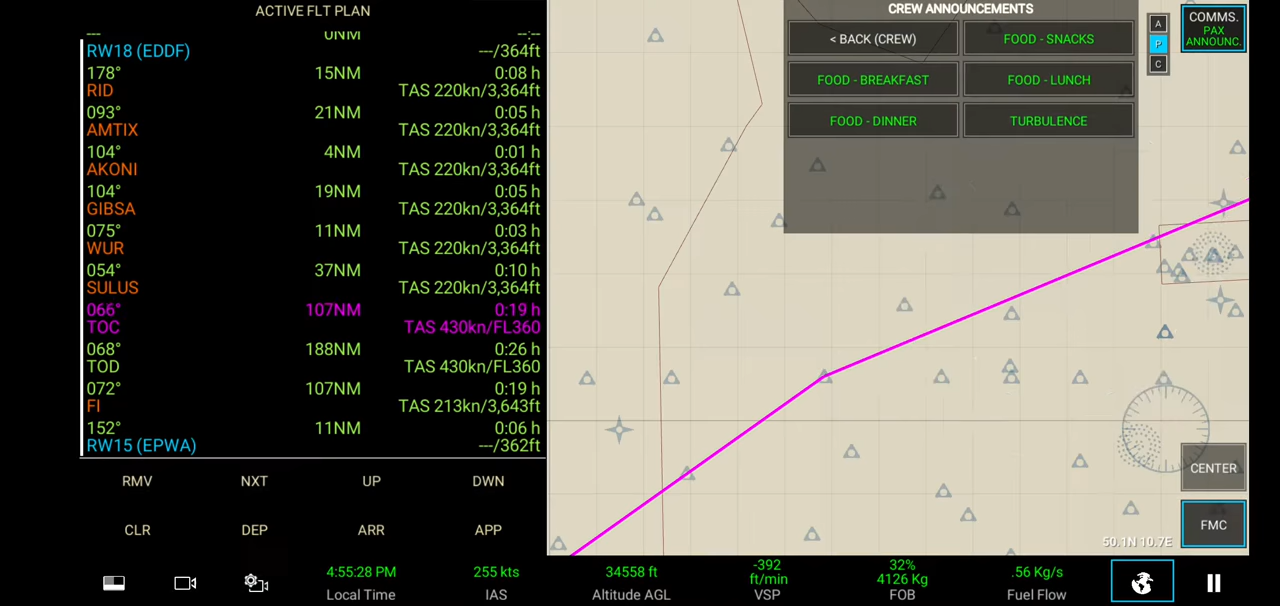 ACTIVE FLT PLAN
--- 0NM --:--
RW18 (EDDF) ---/364ft
178° 15NM 0:08 h
RID TAS 220kn/3,364ft
093° 21NM 0:05 h
AMTIX TAS 220kn/3,364ft
104° 4NM 0:01 h
AKONI TAS 220kn/3,364ft
104° 19NM 0:05 h
GIBSA TAS 220kn/3,364ft
075° 11NM 0:03 h
WUR TAS 220kn/3,364ft
054° 37NM 0:10 h
SULUS TAS 220kn/3,364ft
066° 107NM 0:19 h
TOC TAS 430kn/FL360
068° 188NM 0:26 h
TOD TAS 430kn/FL360
072° 107NM 0:19 h
FI TAS 213kn/3,643ft
152° 11NM 0:06 h
RW15 (EPWA) ---/362ft
RMV NXT UP DWN
CLR DEP ARR APP
CREW ANNOUNCEMENTS
< BACK (CREW) FOOD - SNACKS
FOOD - BREAKFAST FOOD - LUNCH
FOOD - DINNER TURBULENCE
A
P
C
COMMS.
PAX
ANNOUNC.
CENTER
FMC
50.1N 10.7E
4:55:28 PM 255 kts 34558 ft -392 32% .56 Kg/s
ft/min 4126 Kg
Local Time IAS Altitude AGL VSP FOB Fuel Flow